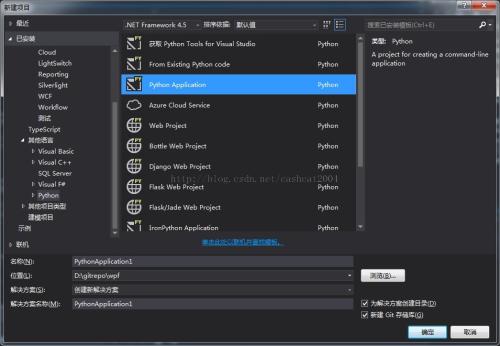 新建项目
最近
.NET Framework 4.5
排序依据: 默认值
搜索已安装模板(Ctrl+E)
已安装
Cloud
LightSwitch
Reporting
Silverlight
WCF
Workflow
测试
TypeScript
其他语言
Visual Basic
Visual C++
SQL Server
Visual F#
Python
其他项目类型
建模项目
示例
联机
获取 Python Tools for Visual Studio Python
From Existing Python code Python
Python Application Python
Azure Cloud Service Python
Web Project Python
Bottle Web Project Python
Django Web Project Python
Flask Web Project Python
Flask/Jade Web Project Python
IronPython Application Python
单击此处以联机并查找模板。
类型: Python
A project for creating a command-line
application
http://blog.csdn.net/cashcat2004
名称(N): PythonApplication1
位置(L): D:\gitrepo\wpf
浏览(B)...
解决方案(S): 创建新解决方案
解决方案名称(M): PythonApplication1
为解决方案创建目录(D)
新建 Git 存储库(G)
确定
取消